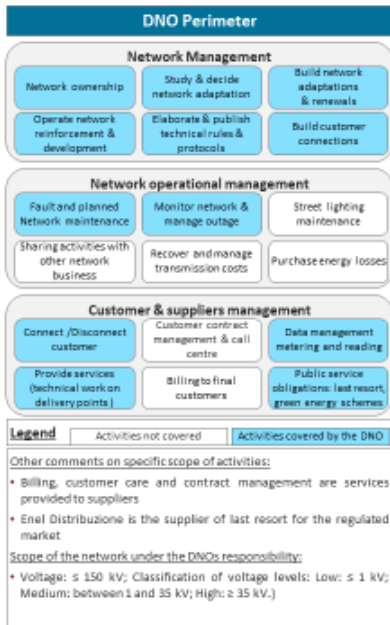 DNO Perimeter
Network Management
Network ownership
Study & decide
network adaptation
Build network
adaptations
& renewals
Operate network
reinforcement &
development
Elaborate & publish
technical rules &
protocols
Build customer
connections
Network operational management
Fault and planned
Network maintenance
Monitor network &
manage outage
Street lighting
maintenance
Sharing activities with
other network
business
Recover and manage
transmission costs
Purchase energy losses
Customer & suppliers management
Connect /Disconnect
customer
Customer contract
management & call
centre
Data management
metering and reading
Provide services
(technical work on
delivery points )
Billing to final
customers
Public service
obligations: last resort,
green energy schemes
Legend
Activities not covered
Activities covered by the DNO
Other comments on specific scope of activities:
• Billing, customer care and contract management are services
provided to suppliers
• Enel Distribuzione is the supplier of last resort for the regulated
market
Scope of the network under the DNOs responsibility:
• Voltage: ≤ 150 kV; Classification of voltage levels: Low: ≤ 1 kV;
Medium: between 1 and 35 kV; High: ≥ 35 kV.)